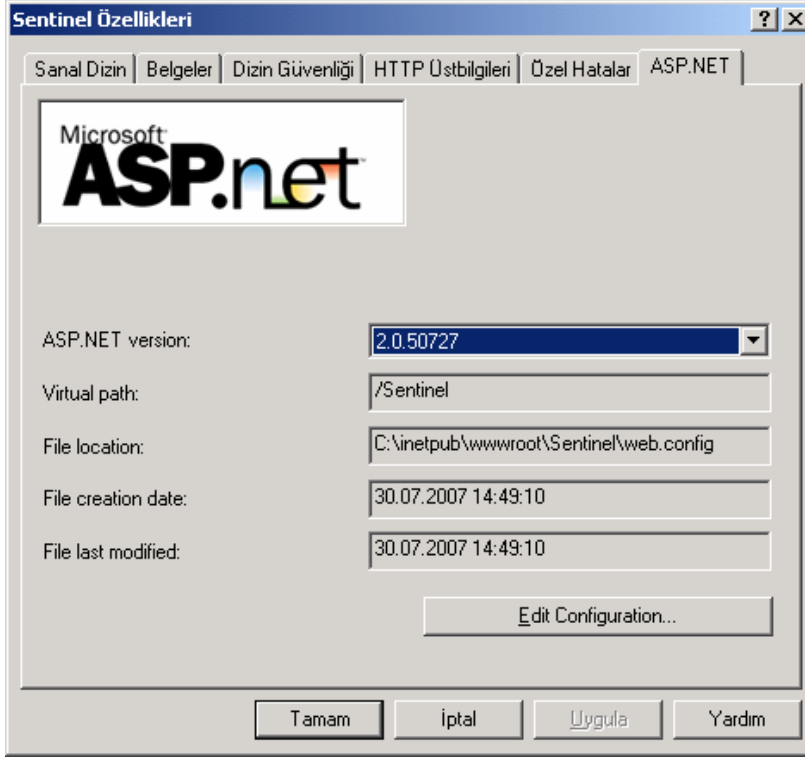 Sentinel Özellikleri
Sanal Dizin Belgeler Dizin Güvenliği HTTP Üstbilgileri Özel Hatalar ASP.NET
Microsoft
ASP.net
ASP.NET version: 2.0.50727
Virtual path: /Sentinel
File location: C:\inetpub\wwwroot\Sentinel\web.config
File creation date: 30.07.2007 14:49:10
File last modified: 30.07.2007 14:49:10
Edit Configuration...
Tamam İptal Uygula Yardım